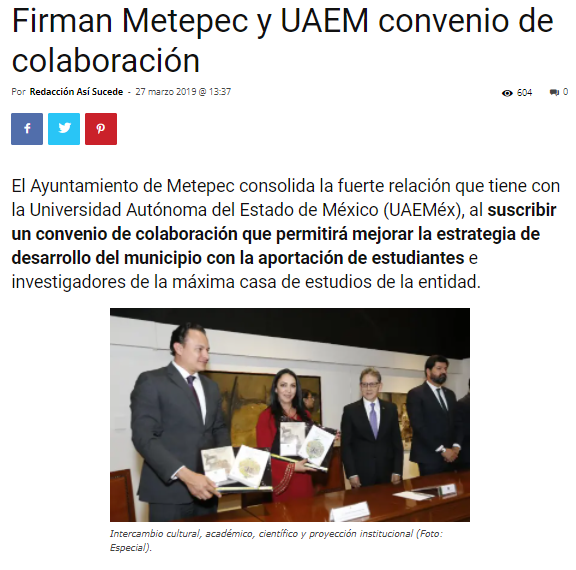 Firman Metepec y UAEM convenio de
colaboración
Por Redacción Así Sucede - 27 marzo 2019 @ 13:37
604 0
El Ayuntamiento de Metepec consolida la fuerte relación que tiene con
la Universidad Autónoma del Estado de México (UAEMéx), al suscribir
un convenio de colaboración que permitirá mejorar la estrategia de
desarrollo del municipio con la aportación de estudiantes e
investigadores de la máxima casa de estudios de la entidad.
Intercambio cultural, académico, científico y proyección institucional (Foto:
Especial).